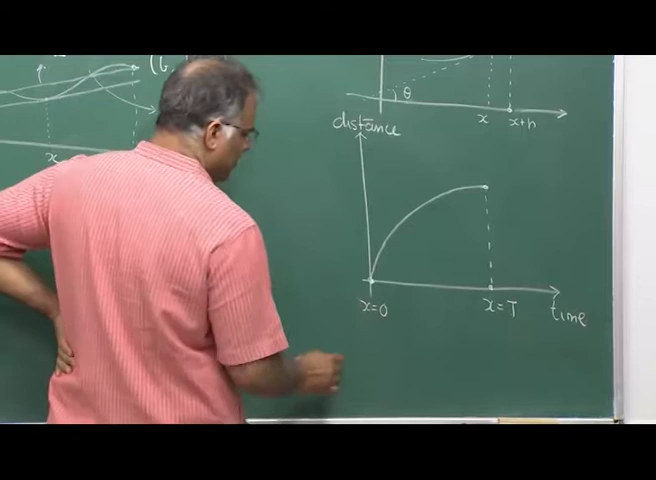 θ
x
x+h
distance
x
x=0
x=T
time